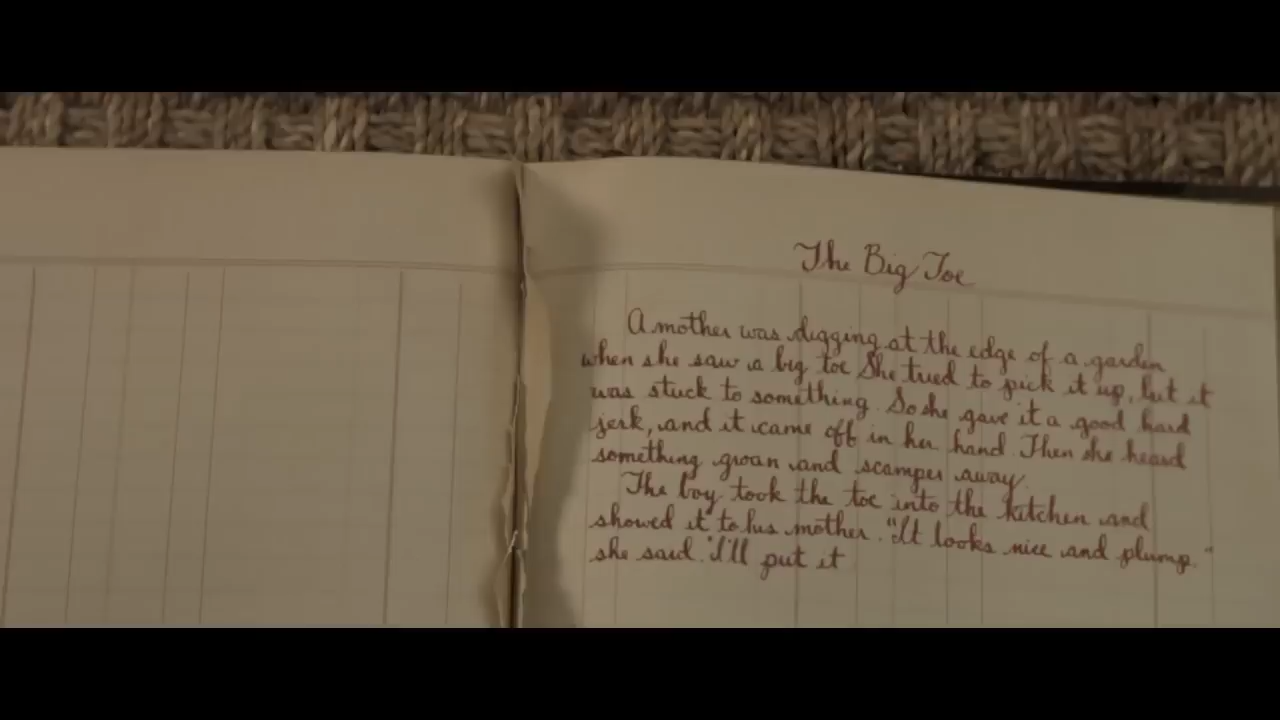 The Big Toe
A mother was digging at the edge of a garden
when she saw a big toe She tried to pick it up, but it
was stuck to something. So she gave it a good hard
jerk, and it came off in her hand. Then she heard
something groan and scamper away.
The boy took the toe into the kitchen and
showed it to his mother. "It looks nice and plump."
she said. "I'll put it